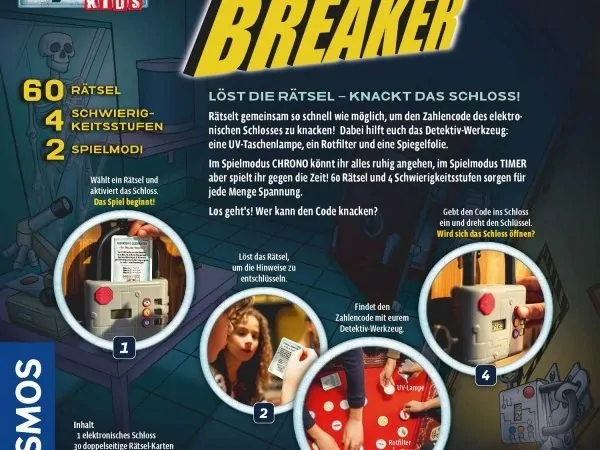 KIDS
BREAKER
60 RÄTSEL
4 SCHWIERIG-
KEITSSTUFEN
2 SPIELMODI
LÖST DIE RÄTSEL – KNACKT DAS SCHLOSS!
Rätselt gemeinsam so schnell wie möglich, um den Zahlencode des elektro-
nischen Schlosses zu knacken! Dabei hilft euch das Detektiv-Werkzeug:
eine UV-Taschenlampe, ein Rotfilter und eine Spiegelfolie.
Im Spielmodus CHRONO könnt ihr alles ruhig angehen, im Spielmodus TIMER
aber spielt ihr gegen die Zeit! 60 Rätsel und 4 Schwierigkeitsstufen sorgen für
jede Menge Spannung.
Los geht's! Wer kann den Code knacken?
Wählt ein Rätsel und
aktiviert das Schloss.
Das Spiel beginnt!
1
Löst das Rätsel,
um die Hinweise zu
entschlüsseln.
2
Findet den
Zahlencode mit eurem
Detektiv-Werkzeug.
UV-Lampe
Rotfilter
Gebt den Code ins Schloss
ein und dreht den Schlüssel.
Wird sich das Schloss öffnen?
4
Inhalt
1 elektronisches Schloss
30 doppelseitige Rätsel-Karten
SMOS